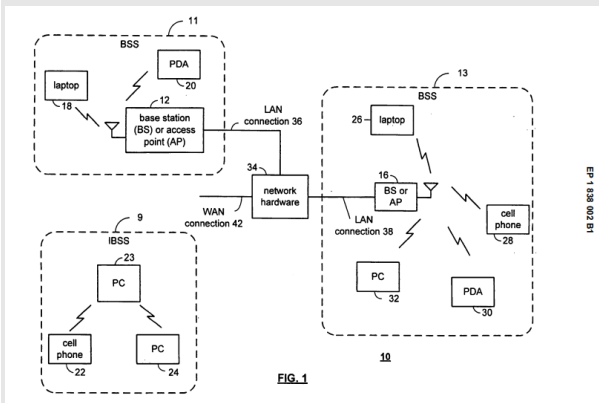 11
BSS
PDA
20
laptop
18
12
base station
(BS) or access
point (AP)
LAN
connection 36
34
network
hardware
WAN
connection 42
LAN
connection 38
13
BSS
26
laptop
16
BS or
AP
cell
phone
28
PC
32
PDA
30
9
IBSS
23
PC
cell
phone
22
PC
24
10
FIG. 1
EP 1 838 002 B1